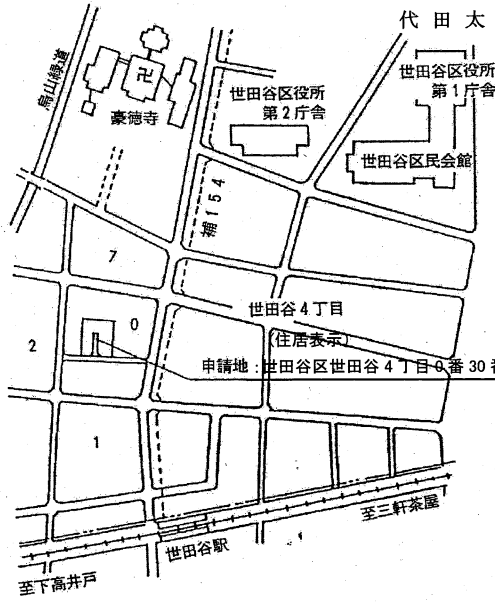 代田太
烏山緑道
卍
豪徳寺
世田谷区役所
第2庁舎
世田谷区役所
第1庁舎
世田谷区民会館
補154
7
0
2
世田谷4丁目
(住居表示)
申請地:世田谷区世田谷4丁目0番30番
1
世田谷駅
至三軒茶屋
至下高井戸